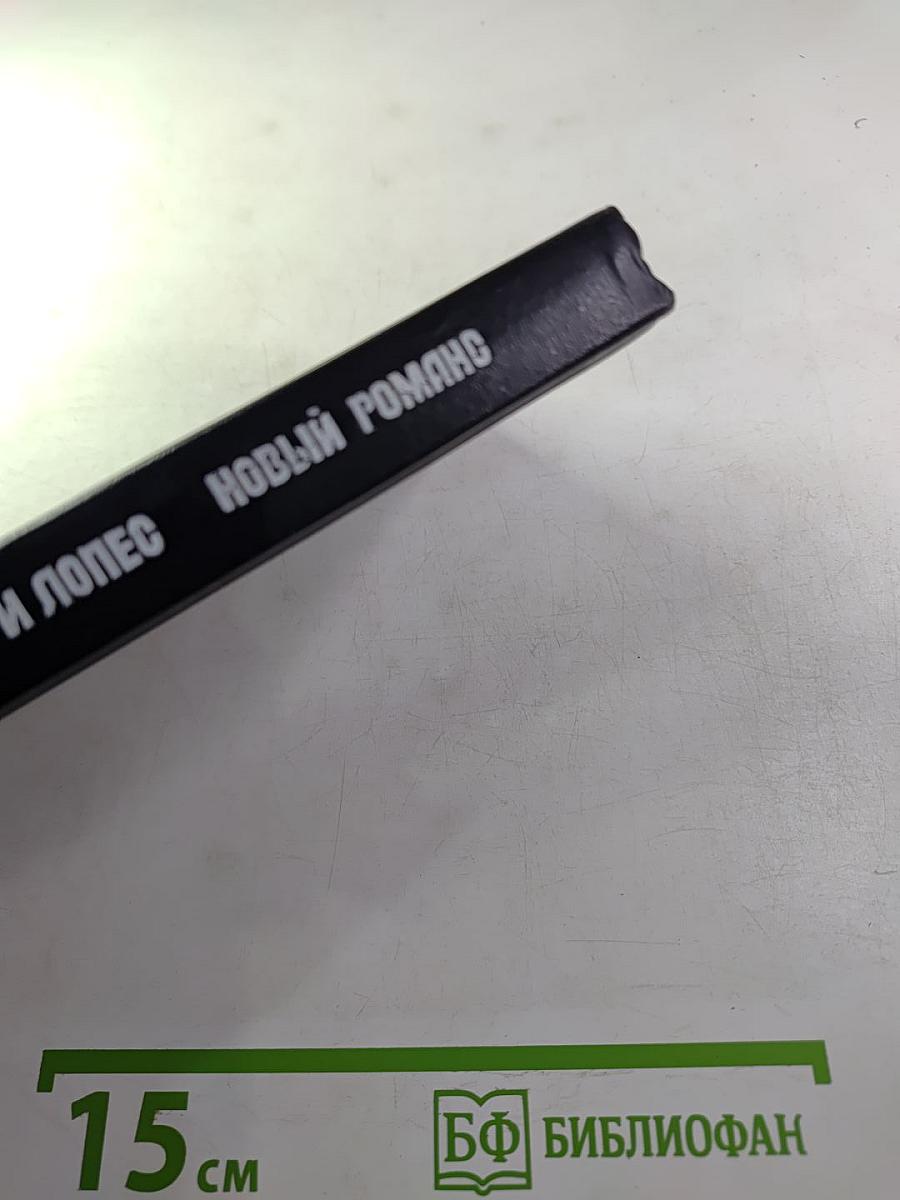 И ЛОПЕС НОВЫЙ РОМАНС
15 см
БФ БИБЛИОФАН